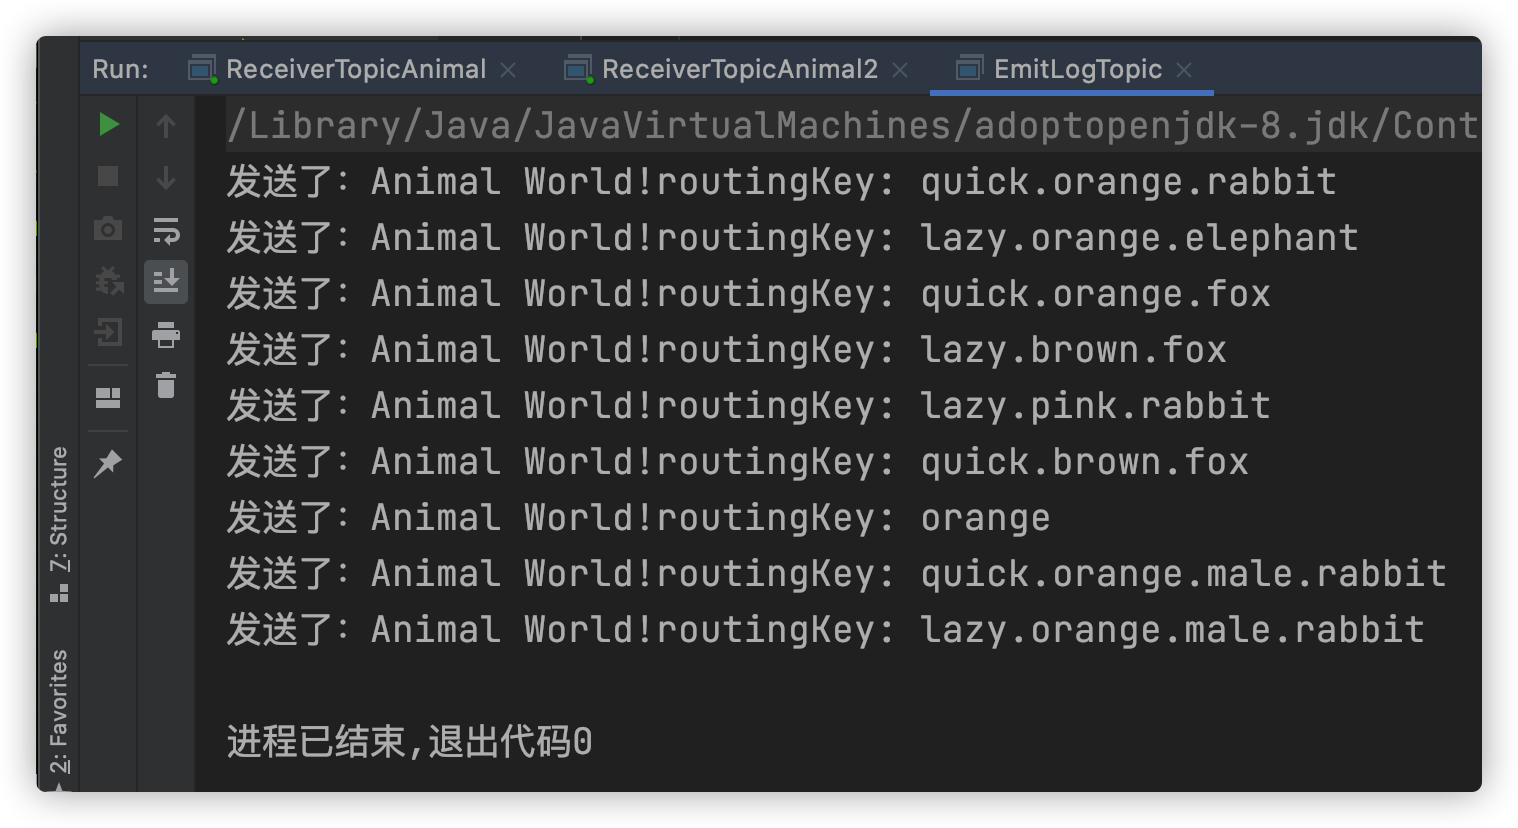 Run: ReceiverTopicAnimal ReceiverTopicAnimal2 EmitLogTopic
/Library/Java/JavaVirtualMachines/adoptopenjdk-8.jdk/Cont
发送了：Animal World!routingKey: quick.orange.rabbit
发送了：Animal World!routingKey: lazy.orange.elephant
发送了：Animal World!routingKey: quick.orange.fox
发送了：Animal World!routingKey: lazy.brown.fox
发送了：Animal World!routingKey: lazy.pink.rabbit
发送了：Animal World!routingKey: quick.brown.fox
发送了：Animal World!routingKey: orange
发送了：Animal World!routingKey: quick.orange.male.rabbit
发送了：Animal World!routingKey: lazy.orange.male.rabbit
进程已结束,退出代码0
7: Structure
2: Favorites